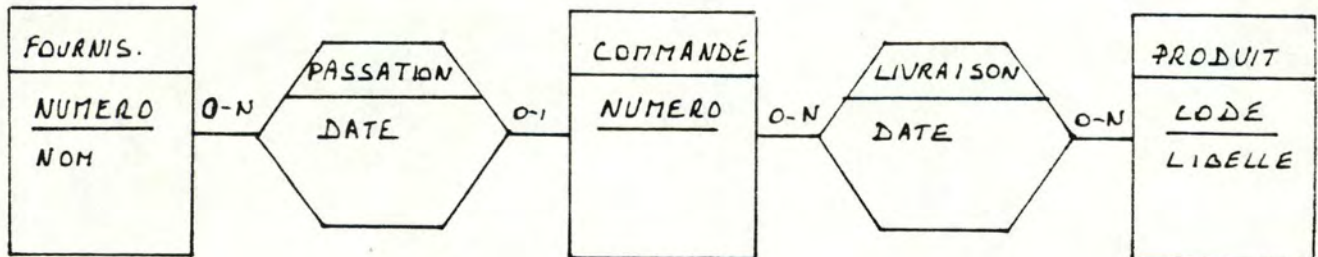 FOURNIS.
NUMERO
NOM
0-N
PASSATION
DATE
0-1
COMMANDE
NUMERO
0-N
LIVRAISON
DATE
0-N
PRODUIT
CODE
LIBELLE